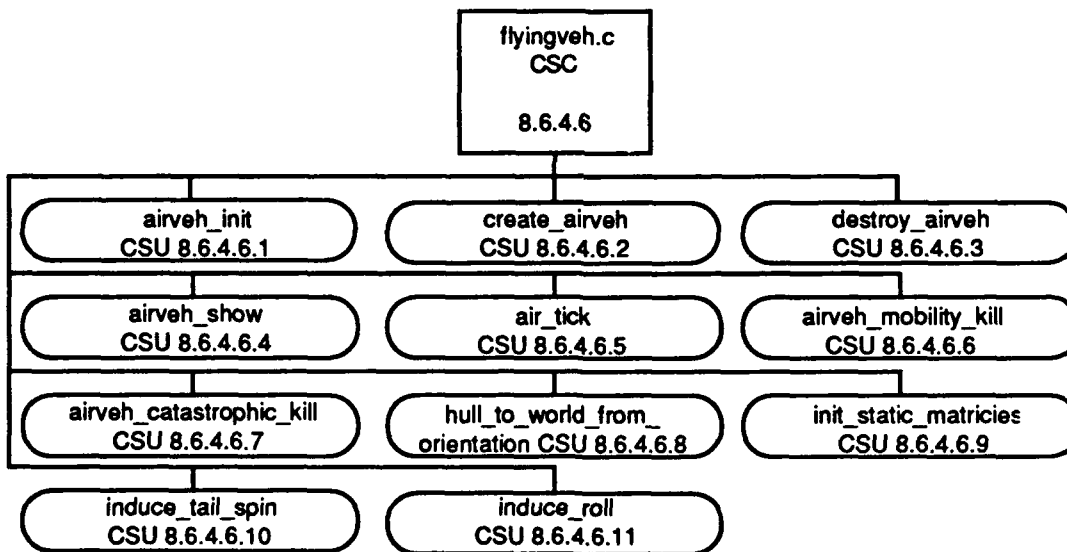 flyingveh.c
CSC
8.6.4.6
airveh_init
CSU 8.6.4.6.1
create_airveh
CSU 8.6.4.6.2
destroy_airveh
CSU 8.6.4.6.3
airveh_show
CSU 8.6.4.6.4
air_tick
CSU 8.6.4.6.5
airveh_mobility_kill
CSU 8.6.4.6.6
airveh_catastrophic_kill
CSU 8.6.4.6.7
hull_to_world_from_
orientation CSU 8.6.4.6.8
init_static_matricies
CSU 8.6.4.6.9
induce_tail_spin
CSU 8.6.4.6.10
induce_roll
CSU 8.6.4.6.11